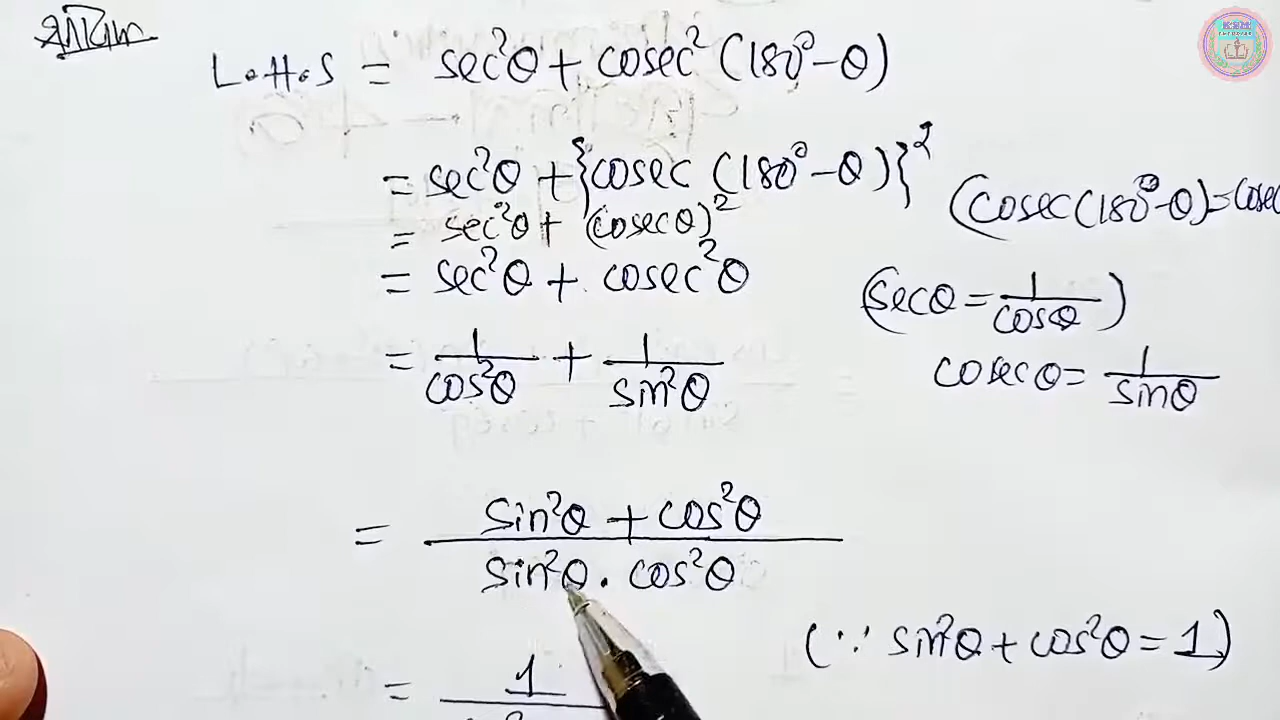 L.H.S = sec²θ + cosec² (180° - θ)
= sec²θ + {cosec (180° - θ)}²
(cosec (180° - θ) = cosec
= sec²θ + (cosecθ)²
= sec²θ + cosec²θ
(secθ = 1/cosθ)
= 1/cos²θ + 1/sin²θ
cosecθ = 1/sinθ
= sin²θ + cos²θ / sin²θ . cos²θ
(∵ sin²θ + cos²θ = 1)
= 1